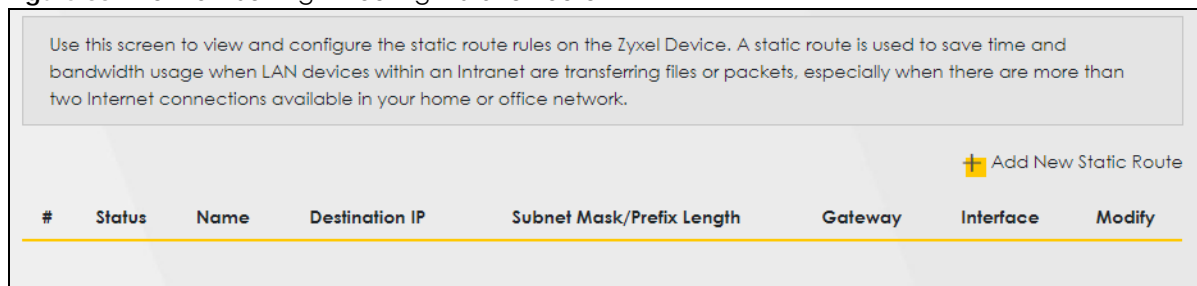 Use this screen to view and configure the static route rules on the Zyxel Device. A static route is used to save time and
bandwidth usage when LAN devices within an Intranet are transferring files or packets, especially when there are more than
two Internet connections available in your home or office network.
+ Add New Static Route
# Status Name Destination IP Subnet Mask/Prefix Length Gateway Interface Modify